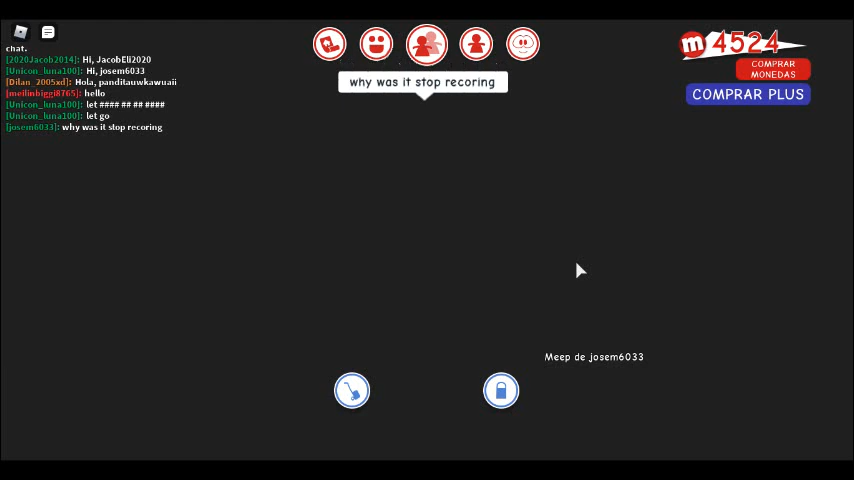 chat.
[2020Jacob2014]: Hi, JacobEli2020
[Unicon_luna100]: Hi, josem6033
[Dilan_2005xd]: Hola, panditauwkawuaii
[meilinbiggi8765]: hello
[Unicon_luna100]: let #### ## ## ####
[Unicon_luna100]: let go
[josem6033]: why was it stop recoring
why was it stop recoring
m 4524
COMPRAR
MONEDAS
COMPRAR PLUS
Meep de josem6033